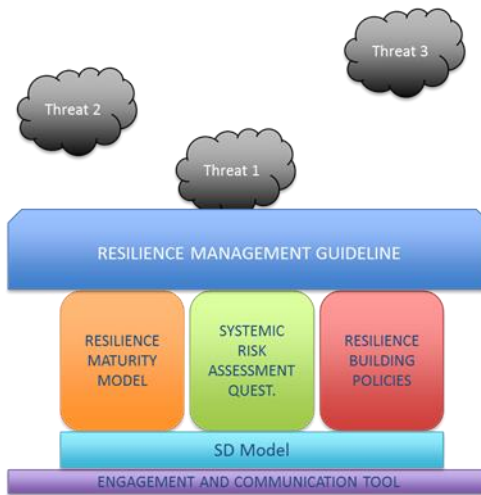 Threat 3
Threat 2
Threat 1
RESILIENCE MANAGEMENT GUIDELINE
RESILIENCE
MATURITY
MODEL
SYSTEMIC
RISK
ASSESSMENT
QUEST.
RESILIENCE
BUILDING
POLICIES
SD Model
ENGAGEMENT AND COMMUNICATION TOOL